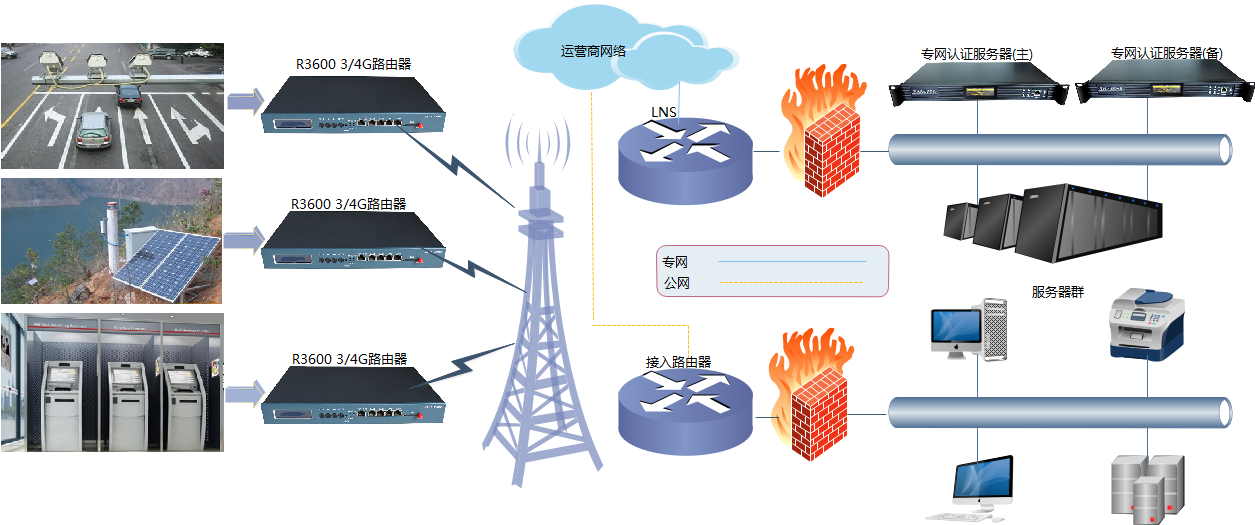 R3600 3/4G路由器
R3600 3/4G路由器
R3600 3/4G路由器
运营商网络
LNS
专网
公网
接入路由器
专网认证服务器(主)
专网认证服务器(备)
服务器群